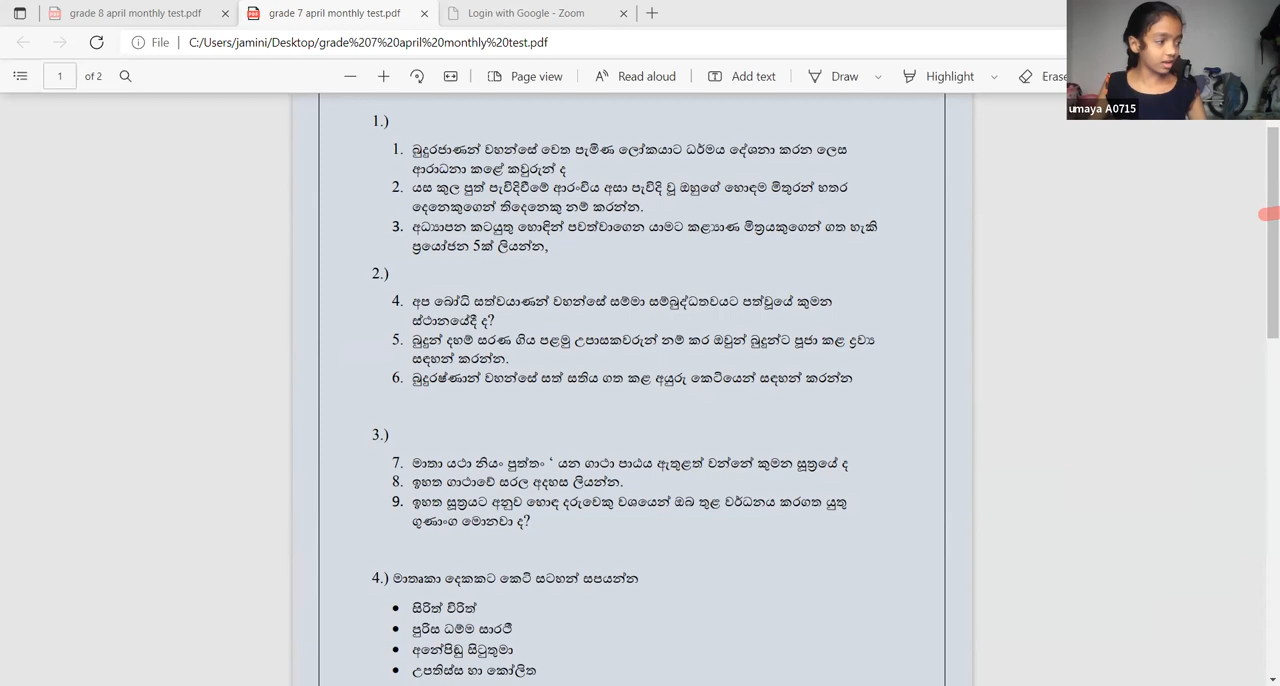 grade 8 april monthly test.pdf
grade 7 april monthly test.pdf
Login with Google - Zoom
File
C:/Users/jamini/Desktop/grade%207%20april%20monthly%20test.pdf
1 of 2
Page view
Read aloud
Add text
Draw
Highlight
Erase
umaya A0715
1.)
1. බුදුරජාණන් වහන්සේ වෙත පැමිණ ලෝකයාට ධර්මය දේශනා කරන ලෙස
ආරාධනා කළේ කවුරුන් ද
2. යස කුල පුත් පැවිදිවීමේ ආරංචිය අසා පැවිදි වූ ඔහුගේ හොඳම මිතුරන් හතර
දෙනෙකුගෙන් තිදෙනෙකු නම් කරන්න.
3. අධ්‍යාපන කටයුතු හොඳින් පවත්වාගෙන යාමට කළ්‍යාණ මිත්‍රයකුගෙන් ගත හැකි
ප්‍රයෝජන 5ක් ලියන්න,
2.)
4. අප බෝධි සත්වයාණන් වහන්සේ සම්මා සම්බුද්ධතවයට පත්වූයේ කුමන
ස්ථානයේදී ද?
5. බුදුන් දහම් සරණ ගිය පළමු උපාසකවරුන් නම් කර ඔවුන් බුදුන්ට පූජා කළ ද්‍රව්‍ය
සඳහන් කරන්න.
6. බුදුරෂ්ණාන් වහන්සේ සත් සතිය ගත කළ අයුරු කෙටියෙන් සඳහන් කරන්න
3.)
7. මාතා යථා නියං පුත්තං ‘ යන ගාථා පාඨය ඇතුළත් වන්නේ කුමන සූත්‍රයේ ද
8. ඉහත ගාථාවේ සරල අදහස ලියන්න.
9. ඉහත සූත්‍රයට අනුව හොඳ දරුවෙකු වශයෙන් ඔබ තුළ වර්ධනය කරගත යුතු
ගුණාංග මොනවා ද?
4.) මාතෘකා දෙකකට කෙටි සටහන් සපයන්න
• සිරිත් විරිත්
• පුරිස ධම්ම සාරථී
• අනේපිඬු සිටුතුමා
• උපතිස්ස හා කෝලිත